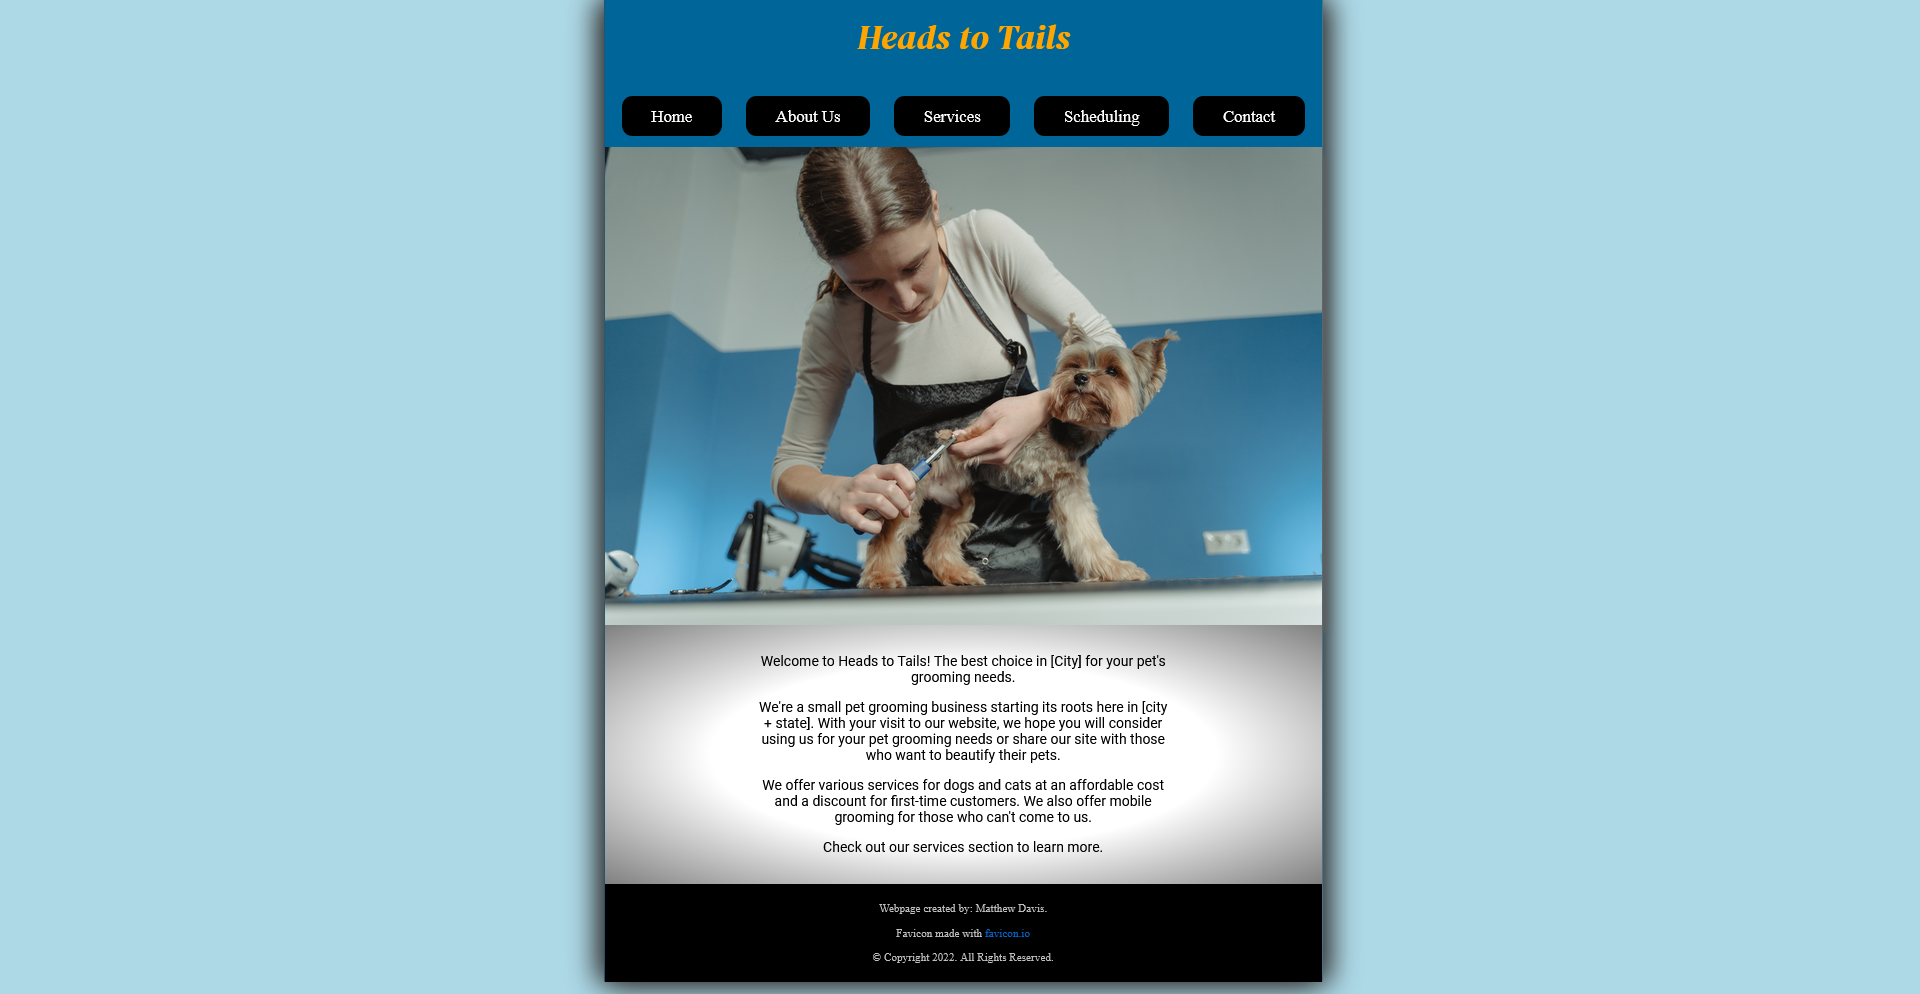 Heads to Tails
Home
About Us
Services
Scheduling
Contact
Welcome to Heads to Tails! The best choice in [City] for your pet's
grooming needs.
We're a small pet grooming business starting its roots here in [city
+ state]. With your visit to our website, we hope you will consider
using us for your pet grooming needs or share our site with those
who want to beautify their pets.
We offer various services for dogs and cats at an affordable cost
and a discount for first-time customers. We also offer mobile
grooming for those who can't come to us.
Check out our services section to learn more.
Webpage created by: Matthew Davis.
Favicon made with favicon.io
© Copyright 2022. All Rights Reserved.